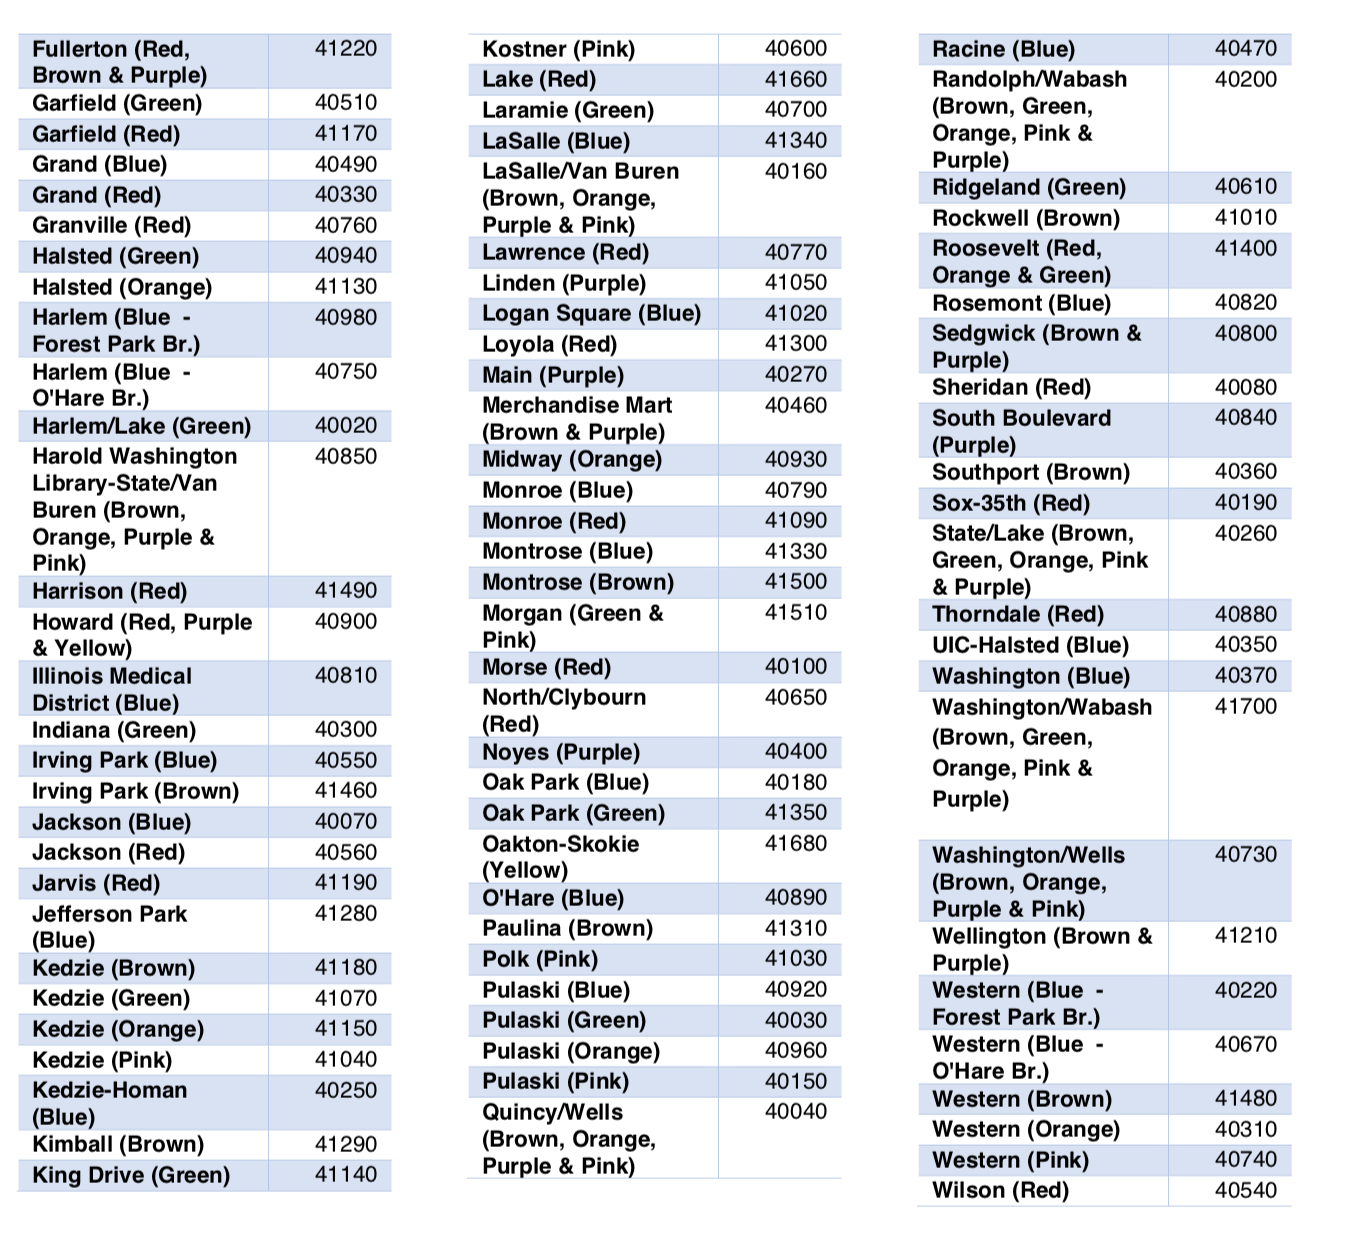 Fullerton (Red, 41220
Brown & Purple)
Garfield (Green) 40510
Garfield (Red) 41170
Grand (Blue) 40490
Grand (Red) 40330
Granville (Red) 40760
Halsted (Green) 40940
Halsted (Orange) 41130
Harlem (Blue - 40980
Forest Park Br.)
Harlem (Blue - 40750
O'Hare Br.)
Harlem/Lake (Green) 40020
Harold Washington 40850
Library-State/Van
Buren (Brown,
Orange, Purple &
Pink)
Harrison (Red) 41490
Howard (Red, Purple 40900
& Yellow)
Illinois Medical 40810
District (Blue)
Indiana (Green) 40300
Irving Park (Blue) 40550
Irving Park (Brown) 41460
Jackson (Blue) 40070
Jackson (Red) 40560
Jarvis (Red) 41190
Jefferson Park 41280
(Blue)
Kedzie (Brown) 41180
Kedzie (Green) 41070
Kedzie (Orange) 41150
Kedzie (Pink) 41040
Kedzie-Homan 40250
(Blue)
Kimball (Brown) 41290
King Drive (Green) 41140
Kostner (Pink) 40600
Lake (Red) 41660
Laramie (Green) 40700
LaSalle (Blue) 41340
LaSalle/Van Buren 40160
(Brown, Orange,
Purple & Pink)
Lawrence (Red) 40770
Linden (Purple) 41050
Logan Square (Blue) 41020
Loyola (Red) 41300
Main (Purple) 40270
Merchandise Mart 40460
(Brown & Purple)
Midway (Orange) 40930
Monroe (Blue) 40790
Monroe (Red) 41090
Montrose (Blue) 41330
Montrose (Brown) 41500
Morgan (Green & 41510
Pink)
Morse (Red) 40100
North/Clybourn 40650
(Red)
Noyes (Purple) 40400
Oak Park (Blue) 40180
Oak Park (Green) 41350
Oakton-Skokie 41680
(Yellow)
O'Hare (Blue) 40890
Paulina (Brown) 41310
Polk (Pink) 41030
Pulaski (Blue) 40920
Pulaski (Green) 40030
Pulaski (Orange) 40960
Pulaski (Pink) 40150
Quincy/Wells 40040
(Brown, Orange,
Purple & Pink)
Racine (Blue) 40470
Randolph/Wabash 40200
(Brown, Green,
Orange, Pink &
Purple)
Ridgeland (Green) 40610
Rockwell (Brown) 41010
Roosevelt (Red, 41400
Orange & Green)
Rosemont (Blue) 40820
Sedgwick (Brown & 40800
Purple)
Sheridan (Red) 40080
South Boulevard 40840
(Purple)
Southport (Brown) 40360
Sox-35th (Red) 40190
State/Lake (Brown, 40260
Green, Orange, Pink
& Purple)
Thorndale (Red) 40880
UIC-Halsted (Blue) 40350
Washington (Blue) 40370
Washington/Wabash 41700
(Brown, Green,
Orange, Pink &
Purple)
Washington/Wells 40730
(Brown, Orange,
Purple & Pink)
Wellington (Brown & 41210
Purple)
Western (Blue - 40220
Forest Park Br.)
Western (Blue - 40670
O'Hare Br.)
Western (Brown) 41480
Western (Orange) 40310
Western (Pink) 40740
Wilson (Red) 40540